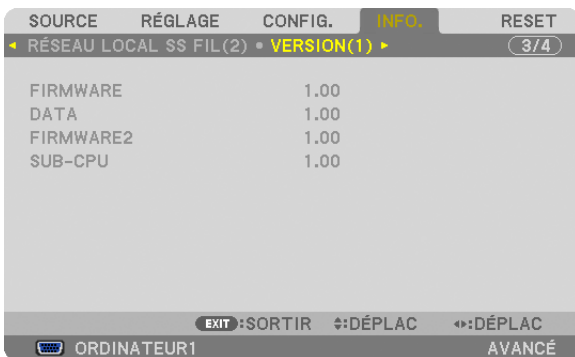 SOURCE RÉGLAGE CONFIG. INFO. RESET
RÉSEAU LOCAL SS FIL(2) • VERSION(1) 3/4
FIRMWARE 1.00
DATA 1.00
FIRMWARE2 1.00
SUB-CPU 1.00
EXIT :SORTIR :DÉPLAC :DÉPLAC
ORDINATEUR1 AVANCÉ